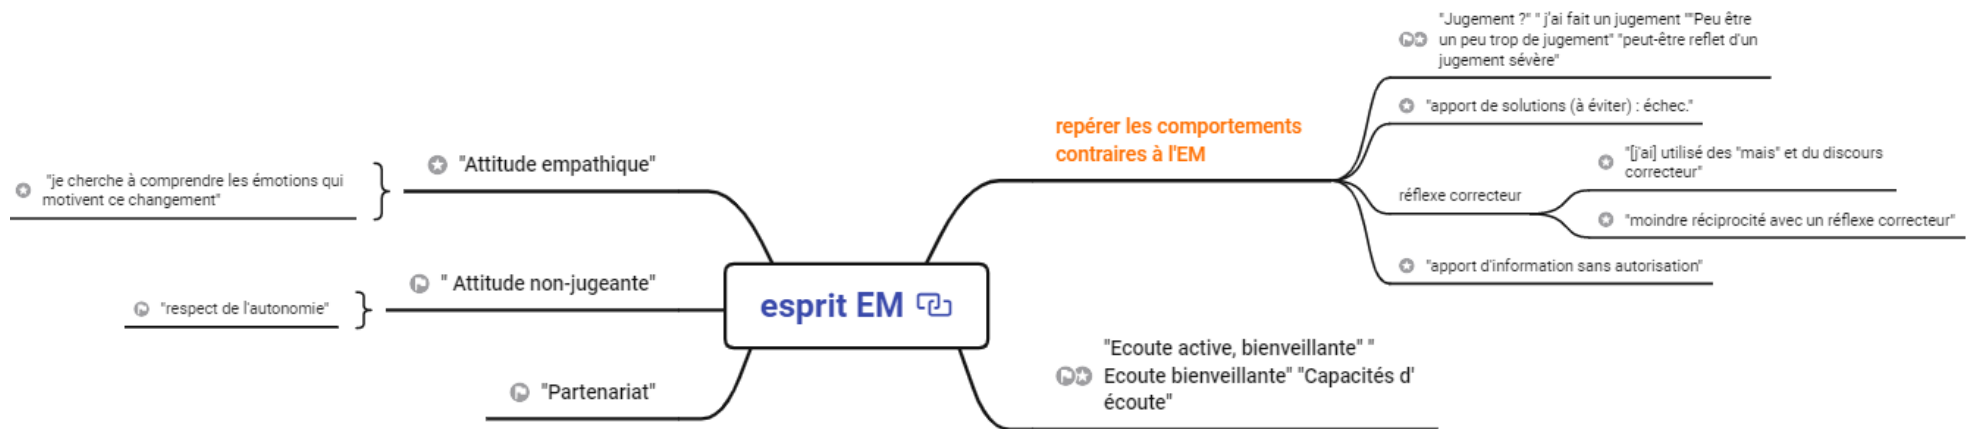 "Jugement ?" " j'ai fait un jugement ""Peu être
un peu trop de jugement" "peut-être reflet d'un
jugement sévère"
"apport de solutions (à éviter) : échec."
repérer les comportements
contraires à l'EM
"[j'ai] utilisé des "mais" et du discours
correcteur"
réflexe correcteur
"moindre réciprocité avec un réflexe correcteur"
"apport d'information sans autorisation"
"Attitude empathique"
"je cherche à comprendre les émotions qui
motivent ce changement"
" Attitude non-jugeante"
"respect de l'autonomie"
esprit EM
"Partenariat"
"Ecoute active, bienveillante" "
Ecoute bienveillante" "Capacités d'
écoute"